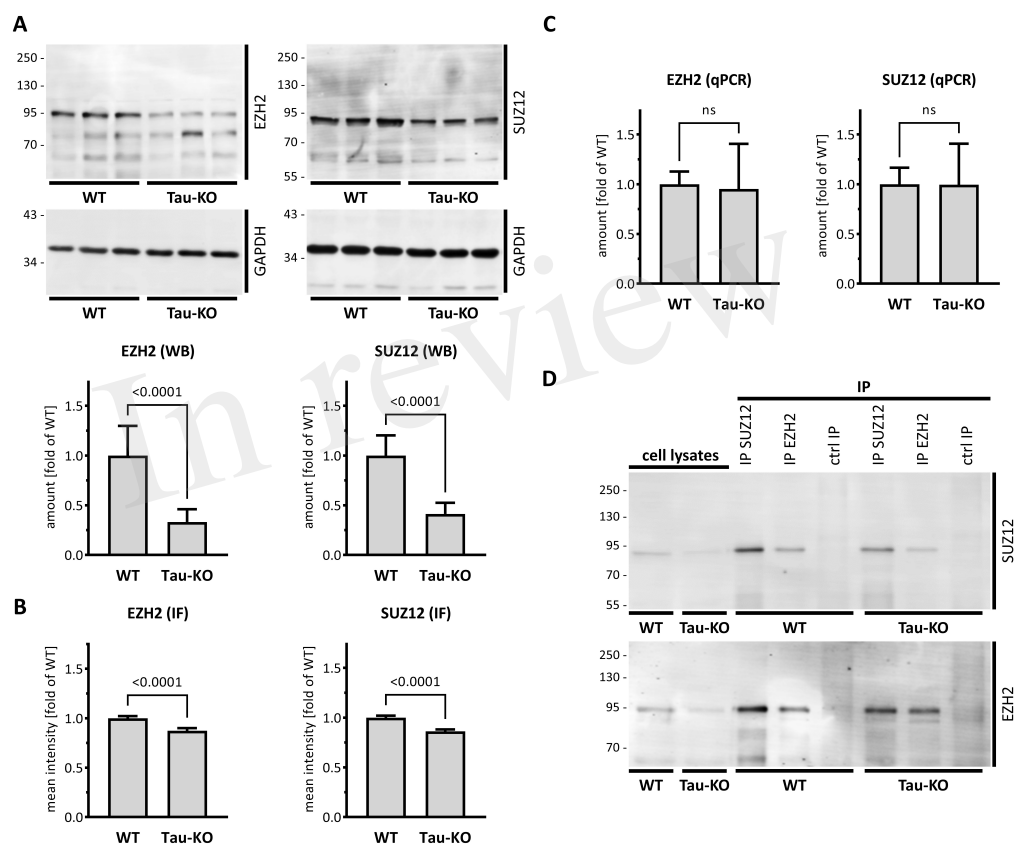 A
250 -
130 -
95 -
70 -
EZH2
WT
Tau-KO
43 -
34 -
GAPDH
WT
Tau-KO
250 -
130 -
95 -
70 -
55 -
SUZ12
WT
Tau-KO
43 -
34 -
GAPDH
WT
Tau-KO
EZH2 (WB)
amount [fold of WT]
1.5
1.0
0.5
0.0
<0.0001
WT
Tau-KO
SUZ12 (WB)
amount [fold of WT]
1.5
1.0
0.5
0.0
<0.0001
WT
Tau-KO
B
EZH2 (IF)
mean intensity [fold of WT]
1.5
1.0
0.5
0.0
<0.0001
WT
Tau-KO
SUZ12 (IF)
mean intensity [fold of WT]
1.5
1.0
0.5
0.0
<0.0001
WT
Tau-KO
C
EZH2 (qPCR)
amount [fold of WT]
1.5
1.0
0.5
0.0
ns
WT
Tau-KO
SUZ12 (qPCR)
amount [fold of WT]
1.5
1.0
0.5
0.0
ns
WT
Tau-KO
D
IP
cell lysates
IP SUZ12
IP EZH2
ctrl IP
IP SUZ12
IP EZH2
ctrl IP
250 -
130 -
95 -
70 -
55 -
SUZ12
WT
Tau-KO
WT
Tau-KO
250 -
130 -
95 -
70 -
EZH2
WT
Tau-KO
WT
Tau-KO
In review